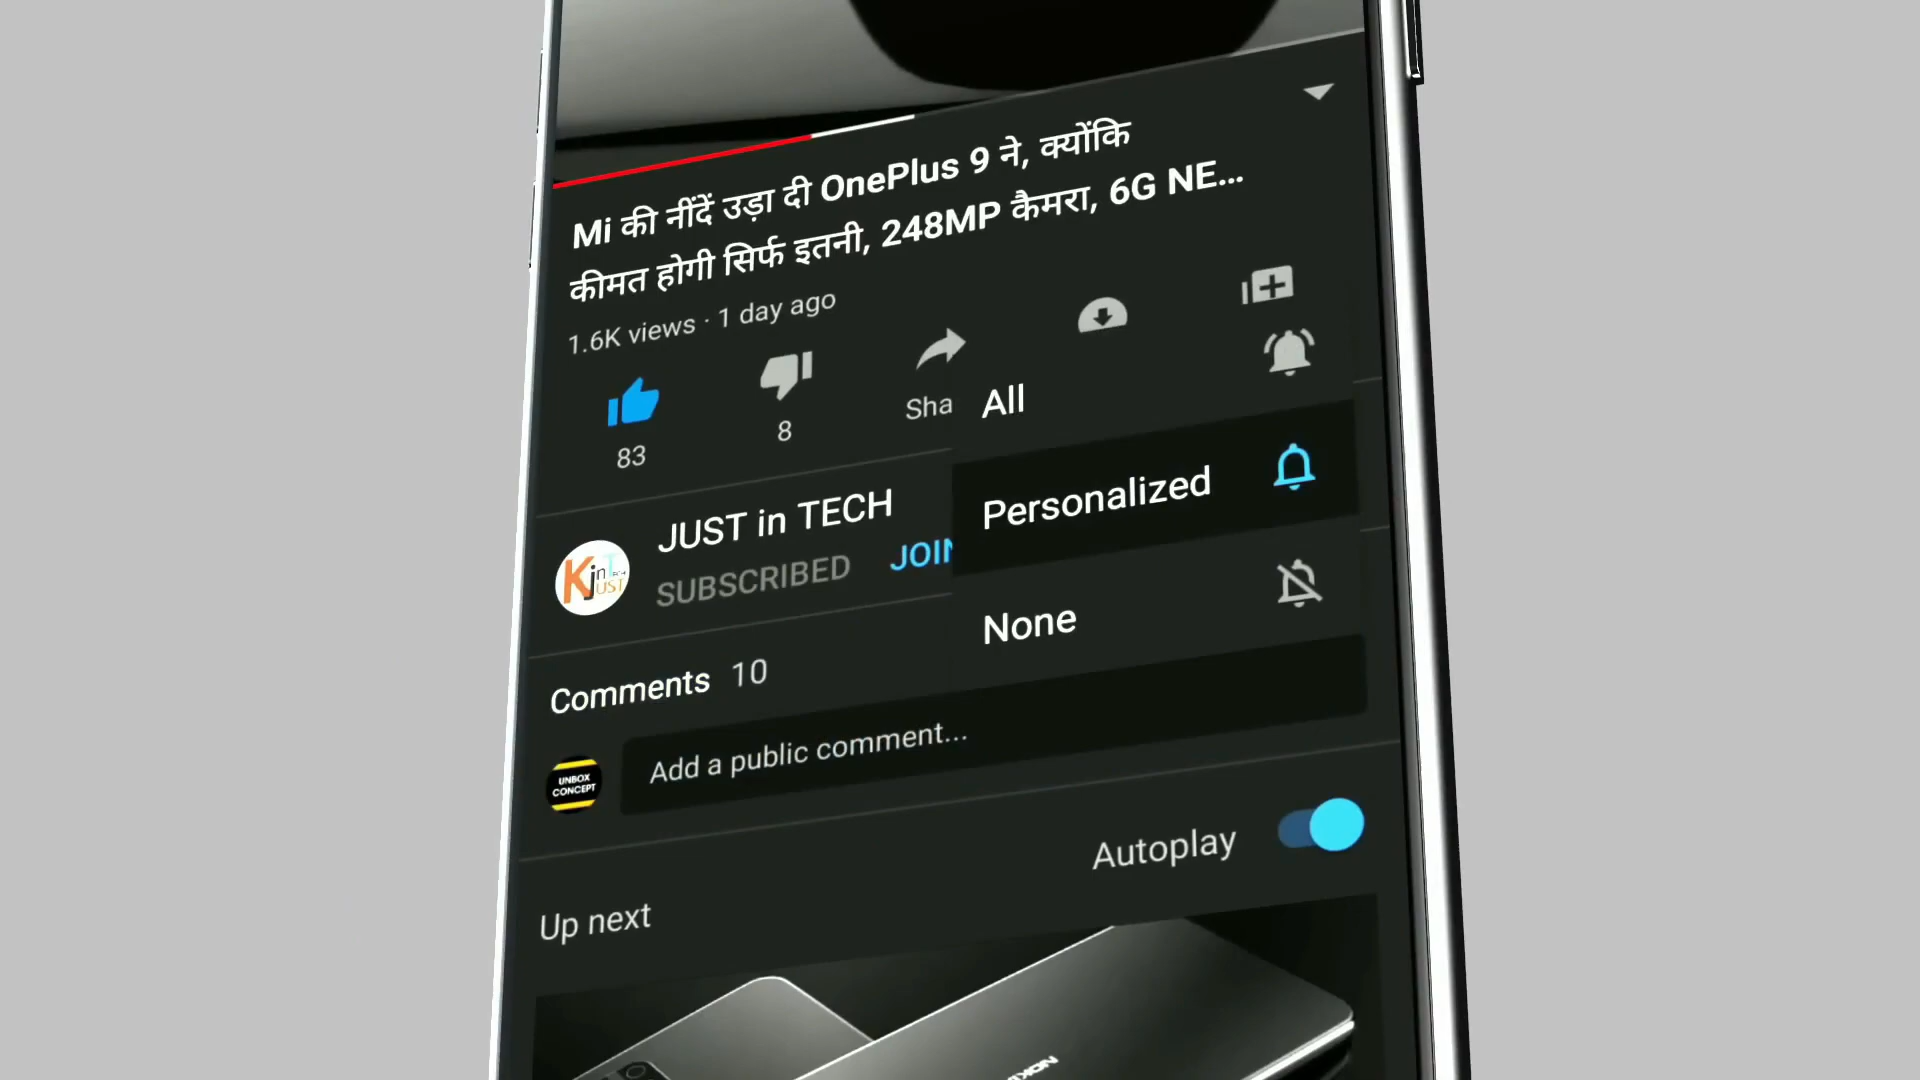 Mi की नींदें उड़ा दी OnePlus 9 ने, क्योंकि
कीमत होगी सिर्फ इतनी, 248MP कैमरा, 6G NE...
1.6K views · 1 day ago
83
8
Sha
All
Personalized
None
JUST in TECH
SUBSCRIBED
JOIN
Comments 10
UNBOX
CONCEPT
Add a public comment...
Autoplay
Up next
NOKIA